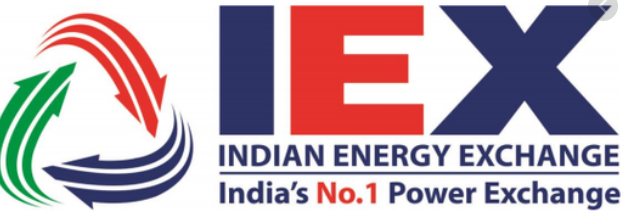 IEX
INDIAN ENERGY EXCHANGE
India's No.1 Power Exchange